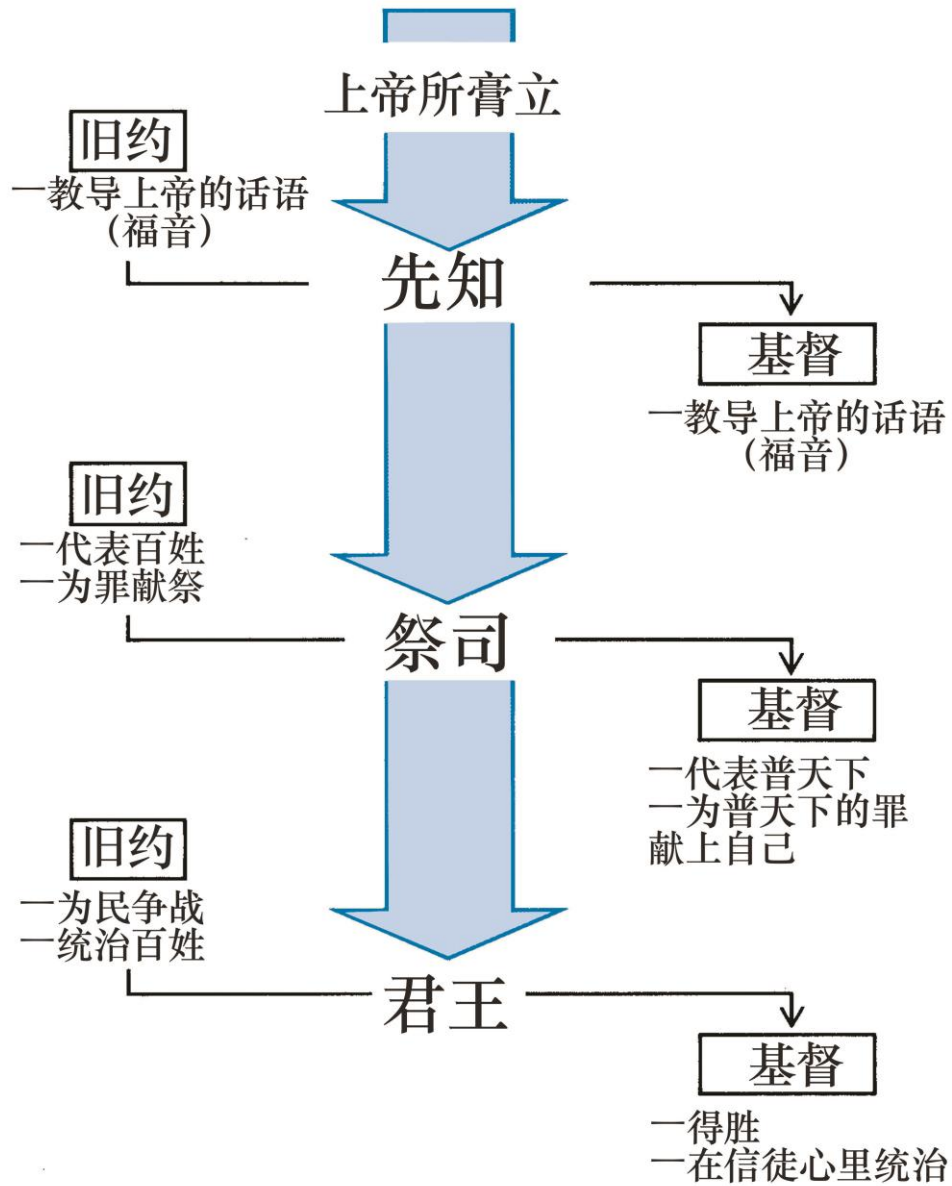 上帝所膏立
旧约
一教导上帝的话语
（福音）
先知
基督
一教导上帝的话语
（福音）
旧约
一代表百姓
一为罪献祭
祭司
基督
一代表普天下
一为普天下的罪
献上自己
旧约
一为民争战
一统治百姓
君王
基督
一得胜
一在信徒心里统治